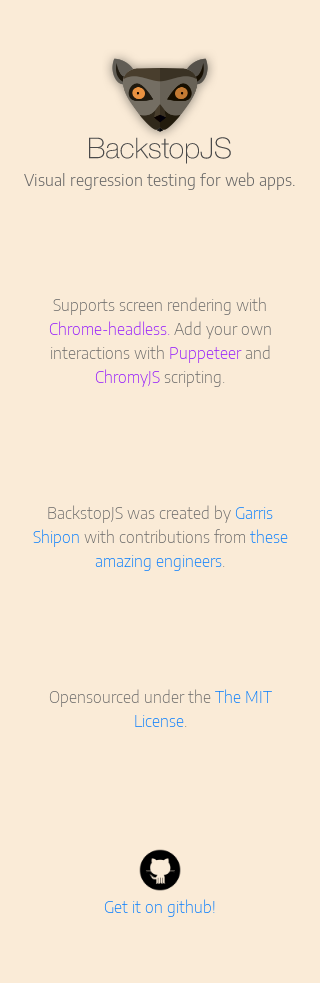 BackstopJS
Visual regression testing for web apps.
Supports screen rendering with
Chrome-headless. Add your own
interactions with Puppeteer and
ChromyJS scripting.
BackstopJS was created by Garris
Shipon with contributions from these
amazing engineers.
Opensourced under the The MIT
License.
Get it on github!